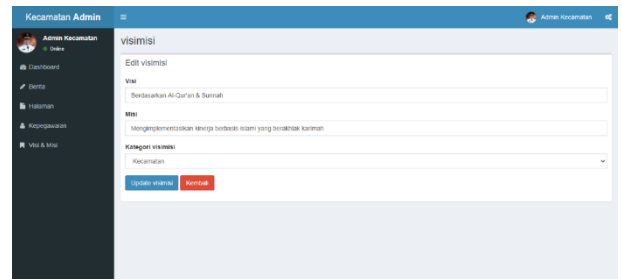 Kecamatan Admin
Admin Kecamatan
Admin Kecamatan
Online
Dashboard
Berita
Halaman
Kepegawaian
Visi & Misi
visimisi
Edit visimisi
Visi
Berdasarkan Al-Qur'an & Sunnah
Misi
Mengimplementasikan kinerja berbasis islami yang berakhlak karimah
Kategori visimisi
Kecamatan
Update visimisi
Kembali